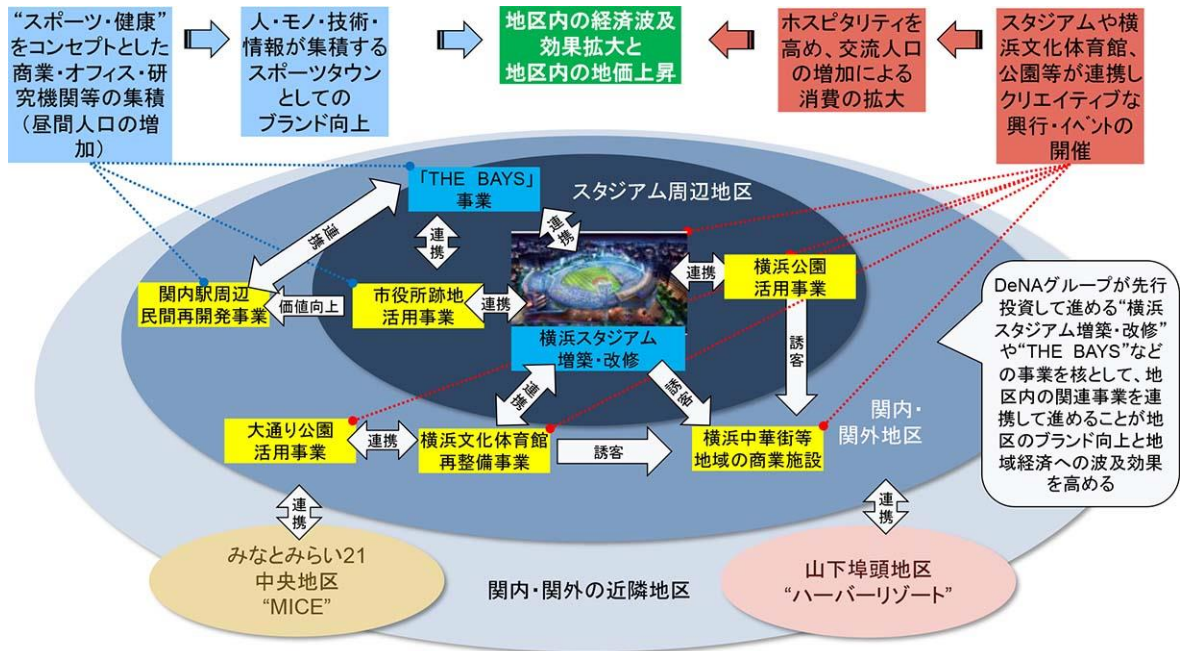 “スポーツ・健康”
をコンセプトとした
商業・オフィス・研
究機関等の集積
（昼間人口の増
加）
人・モノ・技術・
情報が集積する
スポーツタウン
としての
ブランド向上
地区内の経済波及
効果拡大と
地区内の地価上昇
ホスピタリティを
高め、交流人口
の増加による
消費の拡大
スタジアムや横
浜文化体育館、
公園等が連携し
クリエイティブな
興行・イベントの
開催
「THE BAYS」
事業
スタジアム周辺地区
連携
連携
連携
関内駅周辺
民間再開発事業
価値向上
市役所跡地
活用事業
連携
連携
横浜公園
活用事業
横浜スタジアム
増築・改修
誘客
誘客
連携
大通り公園
活用事業
連携
横浜文化体育館
再整備事業
誘客
横浜中華街等
地域の商業施設
関内・
関外地区
DeNAグループが先行
投資して進める“横浜
スタジアム増築・改修”
や“THE BAYS”など
の事業を核として、地
区内の関連事業を連
携して進めることが地
区のブランド向上と地
域経済への波及効果
を高める
連携
連携
みなとみらい21
中央地区
“MICE”
関内・関外の近隣地区
山下埠頭地区
“ハーバーリゾート”